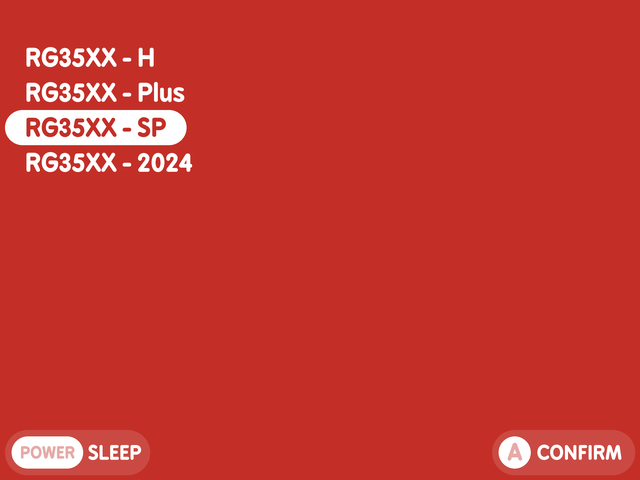 RG35XX - H
RG35XX - Plus
RG35XX - SP
RG35XX - 2024
POWER SLEEP
A CONFIRM